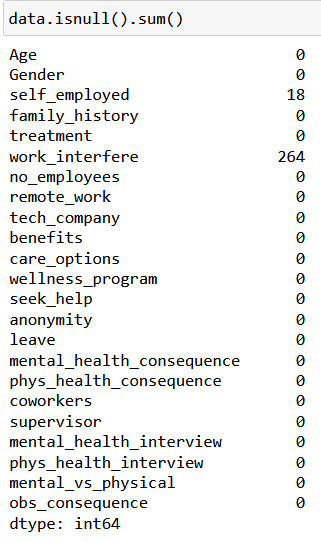 data.isnull().sum()
Age 0
Gender 0
self_employed 18
family_history 0
treatment 0
work_interfere 264
no_employees 0
remote_work 0
tech_company 0
benefits 0
care_options 0
wellness_program 0
seek_help 0
anonymity 0
leave 0
mental_health_consequence 0
phys_health_consequence 0
coworkers 0
supervisor 0
mental_health_interview 0
phys_health_interview 0
mental_vs_physical 0
obs_consequence 0
dtype: int64